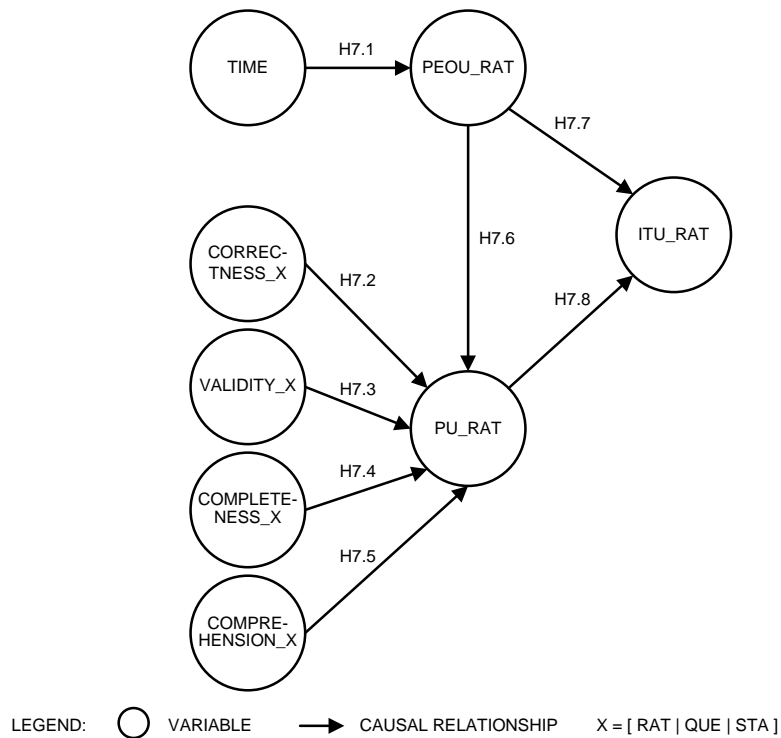 TIME
H7.1
PEOU_RAT
H7.7
ITU_RAT
H7.6
CORREC-
TNESS_X
H7.2
H7.8
VALIDITY_X
H7.3
PU_RAT
H7.4
COMPLETE-
NESS_X
H7.5
COMPRE-
HENSION_X
LEGEND: VARIABLE CAUSAL RELATIONSHIP X = [ RAT | QUE | STA ]